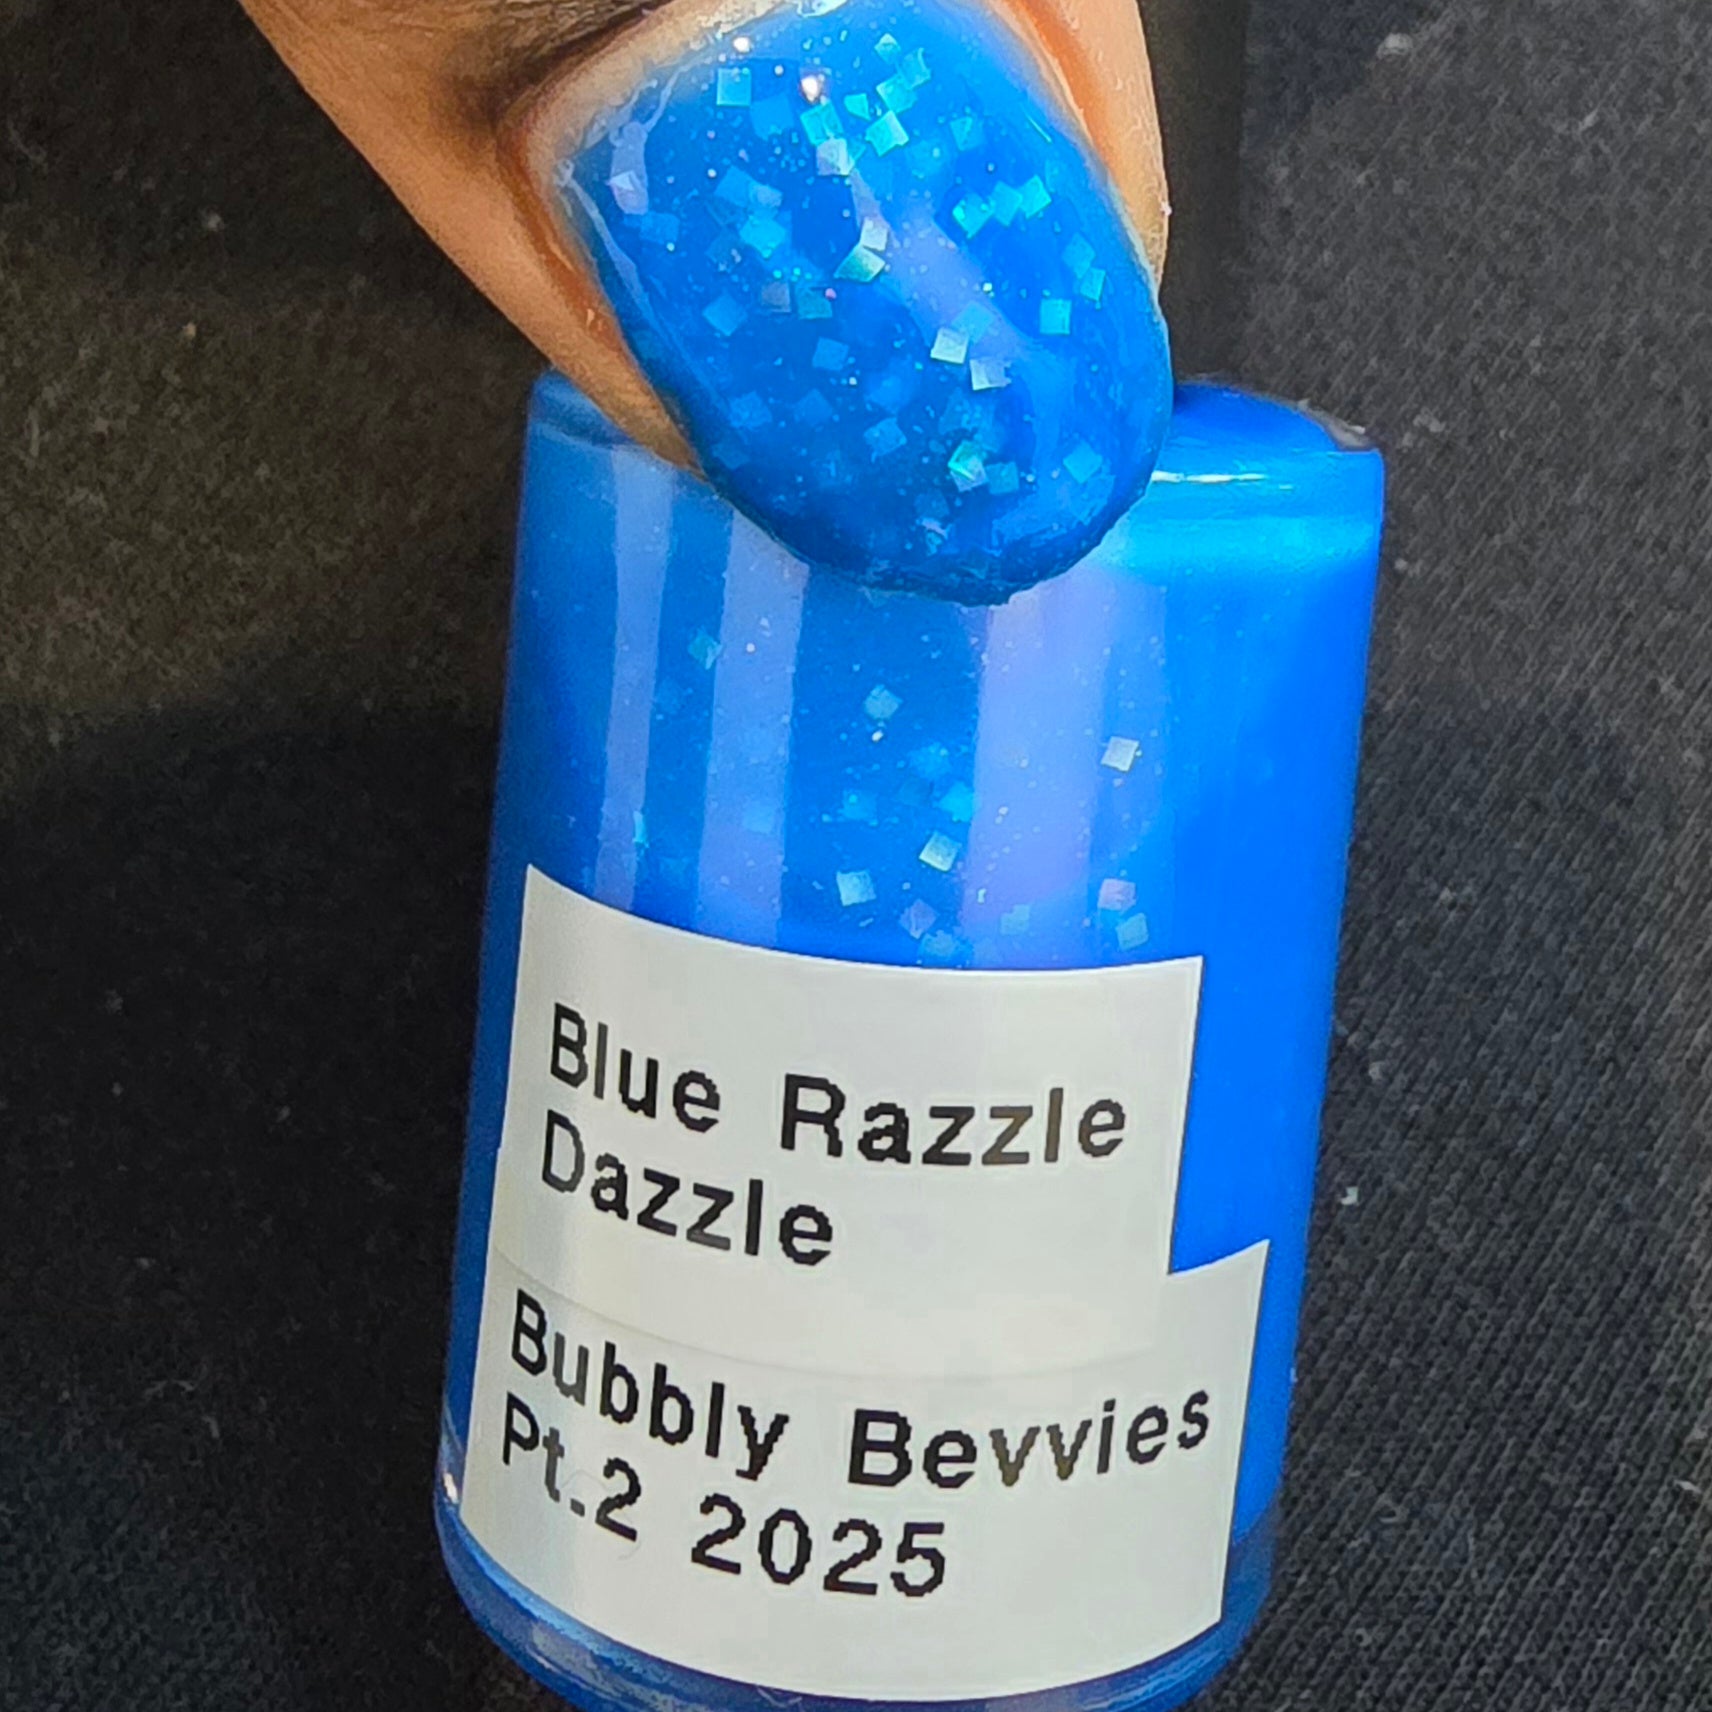 Blue Razzle
Dazzle
Bubbly Bevvies
Pt.2 2025